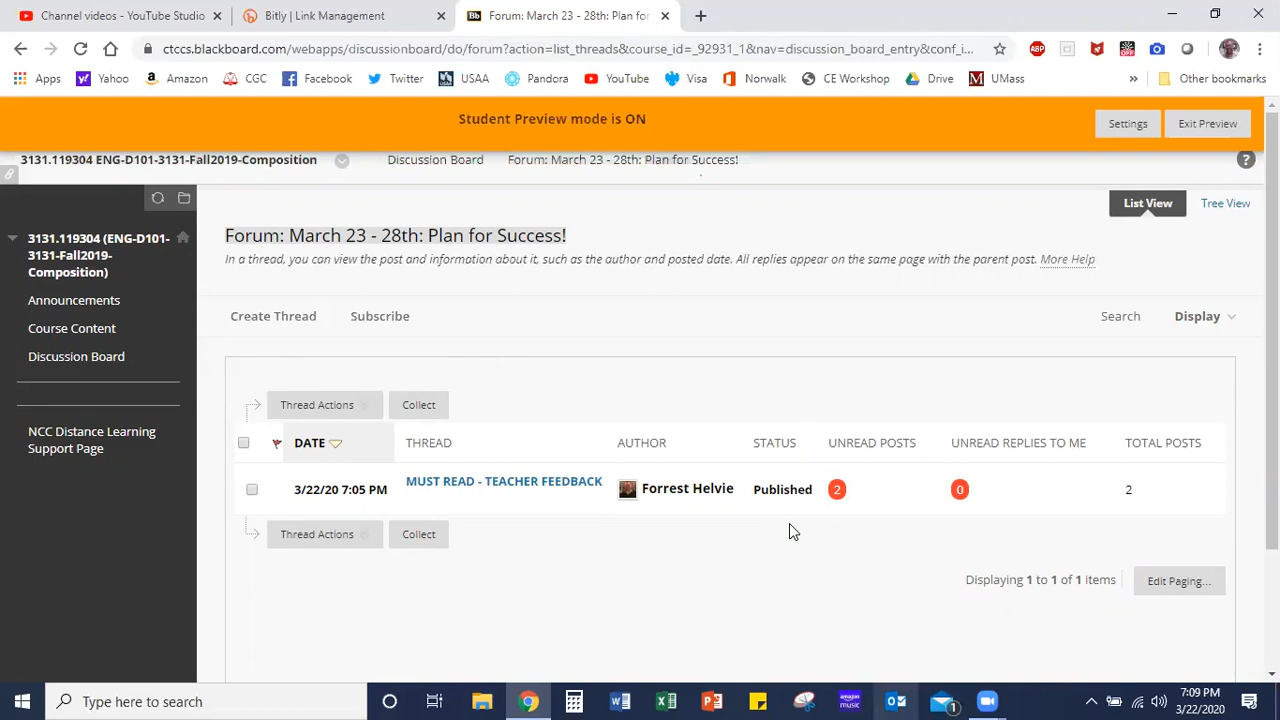 Channel videos - YouTube Studio
Bitly | Link Management
Bb Forum: March 23 - 28th: Plan for
ctccs.blackboard.com/webapps/discussionboard/do/forum?action=list_threads&course_id=_92931_1&nav=discussion_board_entry&conf_i...
ABP
OFF
Apps Yahoo Amazon CGC Facebook Twitter USAA Pandora YouTube Visa Norwalk CE Workshop Drive UMass » Other bookmarks
Student Preview mode is ON
Settings Exit Preview
3131.119304 ENG-D101-3131-Fall2019-Composition Discussion Board Forum: March 23 - 28th: Plan for Success! ?
List View Tree View
3131.119304 (ENG-D101-
3131-Fall2019-
Composition)
Announcements
Course Content
Discussion Board
NCC Distance Learning
Support Page
Forum: March 23 - 28th: Plan for Success!
In a thread, you can view the post and information about it, such as the author and posted date. All replies appear on the same page with the parent post. More Help
Create Thread Subscribe Search Display
Thread Actions Collect
DATE THREAD AUTHOR STATUS UNREAD POSTS UNREAD REPLIES TO ME TOTAL POSTS
3/22/20 7:05 PM MUST READ - TEACHER FEEDBACK Forrest Helvie Published 2 0 2
Thread Actions Collect
Displaying 1 to 1 of 1 items Edit Paging...
Type here to search
amazon
music
1
7:09 PM
3/22/2020